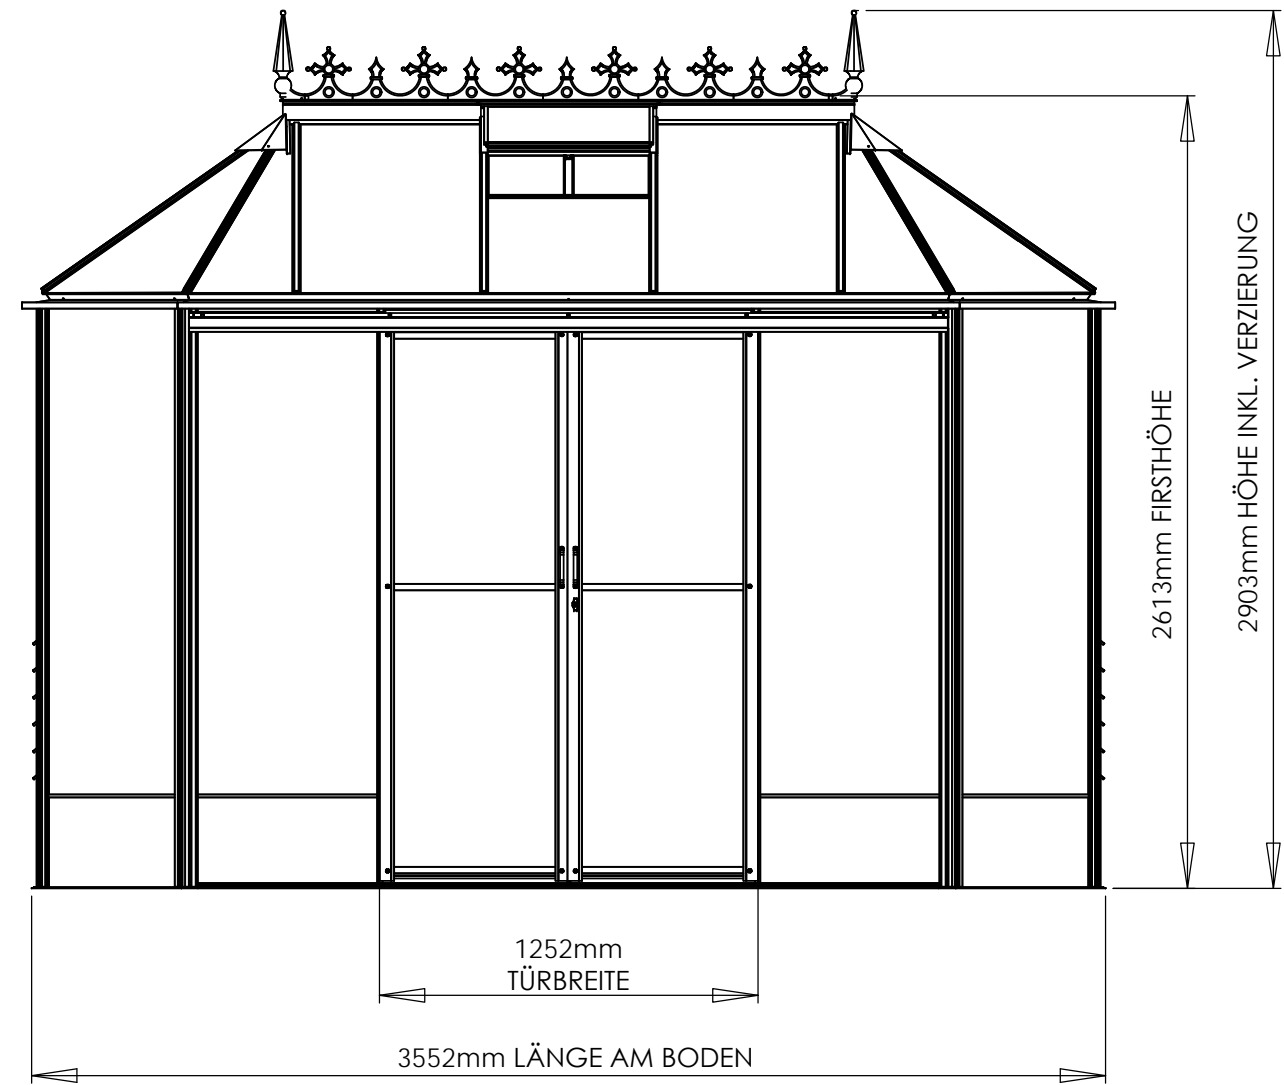 2613mm FIRSTHÖHE
2903mm HÖHE INKL. VERZIERUNG
1252mm
TÜRBREITE
3552mm LÄNGE AM BODEN